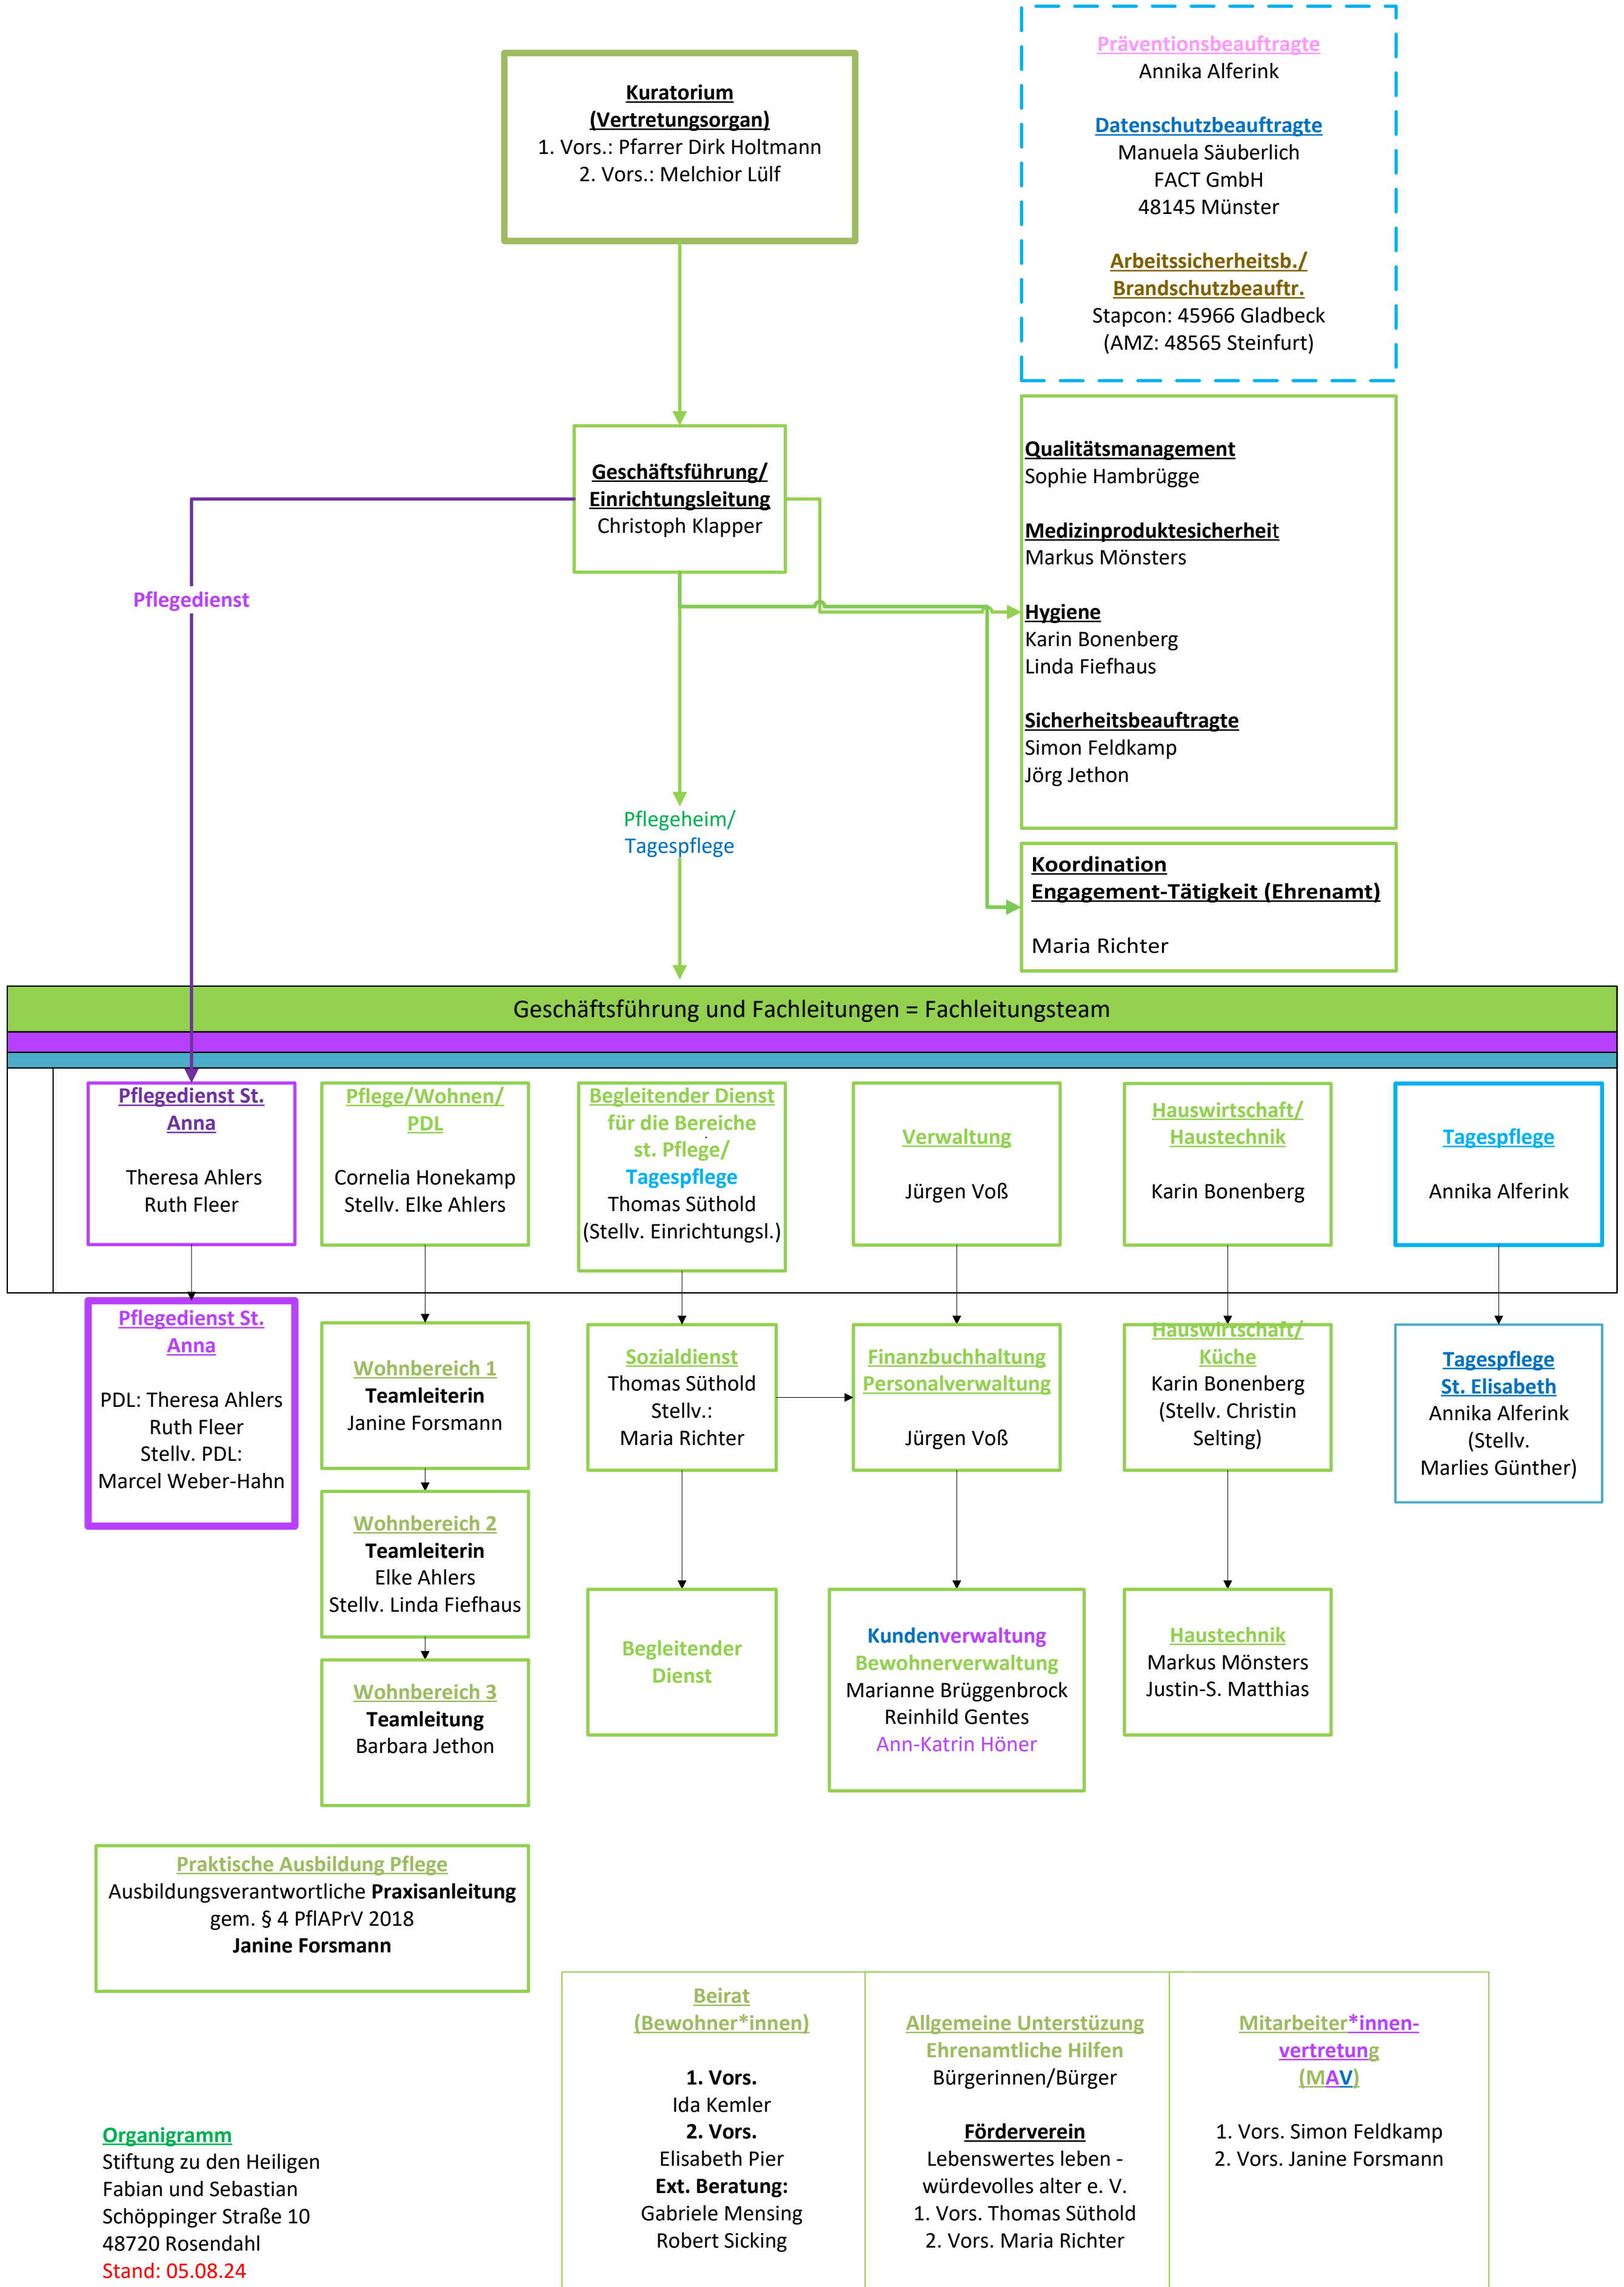 Kuratorium
(Vertretungsorgan)
1. Vors.: Pfarrer Dirk Holtmann
2. Vors.: Melchior Lülf
Präventionsbeauftragte
Annika Alferink
Datenschutzbeauftragte
Manuela Säuberlich
FACT GmbH
48145 Münster
Arbeitssicherheitsb./
Brandschutzbeauftr.
Stapcon: 45966 Gladbeck
(AMZ: 48565 Steinfurt)
Geschäftsführung/
Einrichtungsleitung
Christoph Klapper
Qualitätsmanagement
Sophie Hambrügge
Medizinproduktesicherheit
Markus Mönsters
Hygiene
Karin Bonenberg
Linda Fiefhaus
Sicherheitsbeauftragte
Simon Feldkamp
Jörg Jethon
Pflegedienst
Pflegeheim/
Tagespflege
Koordination
Engagement-Tätigkeit (Ehrenamt)
Maria Richter
Geschäftsführung und Fachleitungen = Fachleitungsteam
Pflegedienst St.
Anna
Theresa Ahlers
Ruth Fleer
Pflege/Wohnen/
PDL
Cornelia Honekamp
Stellv. Elke Ahlers
Begleitender Dienst
für die Bereiche
st. Pflege/
Tagespflege
Thomas Süthold
(Stellv. Einrichtungsl.)
Verwaltung
Jürgen Voß
Hauswirtschaft/
Haustechnik
Karin Bonenberg
Tagespflege
Annika Alferink
Pflegedienst St.
Anna
PDL: Theresa Ahlers
Ruth Fleer
Stellv. PDL:
Marcel Weber-Hahn
Wohnbereich 1
Teamleiterin
Janine Forsmann
Sozialdienst
Thomas Süthold
Stellv.:
Maria Richter
Finanzbuchhaltung
Personalverwaltung
Jürgen Voß
Hauswirtschaft/
Küche
Karin Bonenberg
(Stellv. Christin
Selting)
Tagespflege
St. Elisabeth
Annika Alferink
(Stellv.
Marlies Günther)
Wohnbereich 2
Teamleiterin
Elke Ahlers
Stellv. Linda Fiefhaus
Wohnbereich 3
Teamleitung
Barbara Jethon
Begleitender
Dienst
Kundenverwaltung
Bewohnerverwaltung
Marianne Brüggenbrock
Reinhild Gentes
Ann-Katrin Höner
Haustechnik
Markus Mönsters
Justin-S. Matthias
Praktische Ausbildung Pflege
Ausbildungsverantwortliche Praxisanleitung
gem. § 4 PflAPrV 2018
Janine Forsmann
Beirat
(Bewohner*innen)
1. Vors.
Ida Kemler
2. Vors.
Elisabeth Pier
Ext. Beratung:
Gabriele Mensing
Robert Sicking
Allgemeine Unterstüzung
Ehrenamtliche Hilfen
Bürgerinnen/Bürger
Förderverein
Lebenswertes leben -
würdevolles alter e. V.
1. Vors. Thomas Süthold
2. Vors. Maria Richter
Mitarbeiter*innen-
vertretung
(MAV)
1. Vors. Simon Feldkamp
2. Vors. Janine Forsmann
Organigramm
Stiftung zu den Heiligen
Fabian und Sebastian
Schöppinger Straße 10
48720 Rosendahl
Stand: 05.08.24